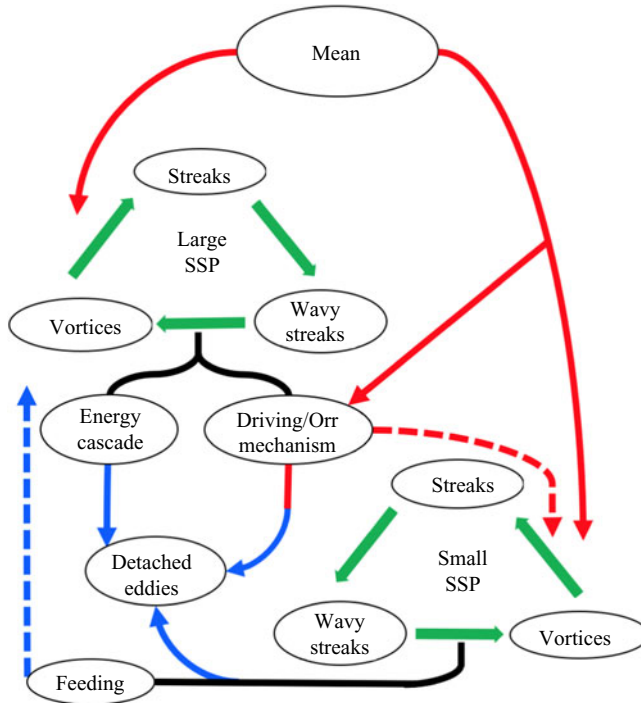 Mean
Streaks
Large
SSP
Vortices
Wavy
streaks
Energy
cascade
Driving/Orr
mechanism
Streaks
Detached
eddies
Small
SSP
Wavy
streaks
Vortices
Feeding